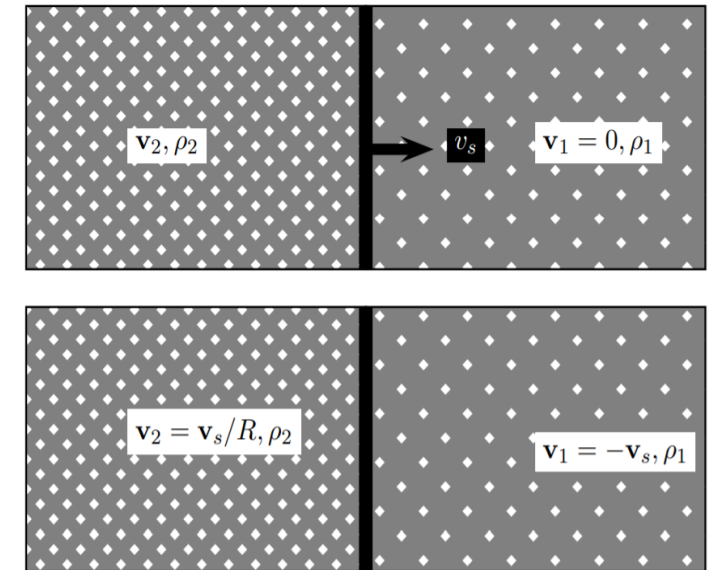 v₂, ρ₂
vₛ
v₁ = 0, ρ₁
v₂ = vₛ/R, ρ₂
v₁ = −vₛ, ρ₁